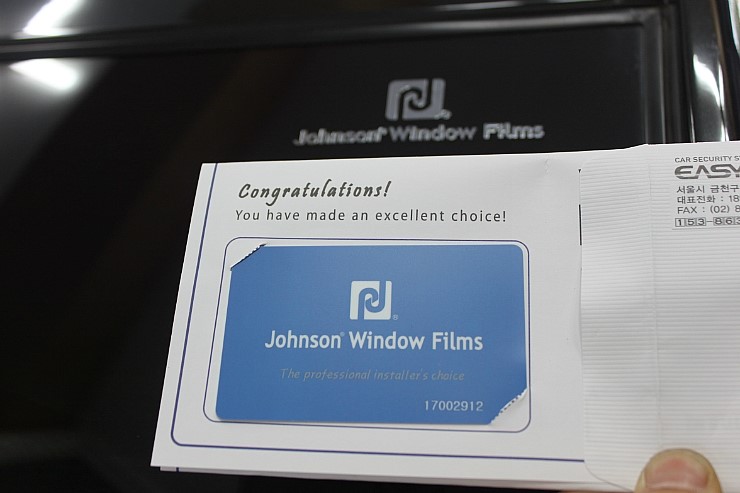 Johnson® Window Films
Congratulations!
You have made an excellent choice!
Johnson® Window Films
The professional installer's choice
17002912
CAR SECURITY
EASY
서울시 금천구
대표전화 : 18
FAX : (02) 8
153-863